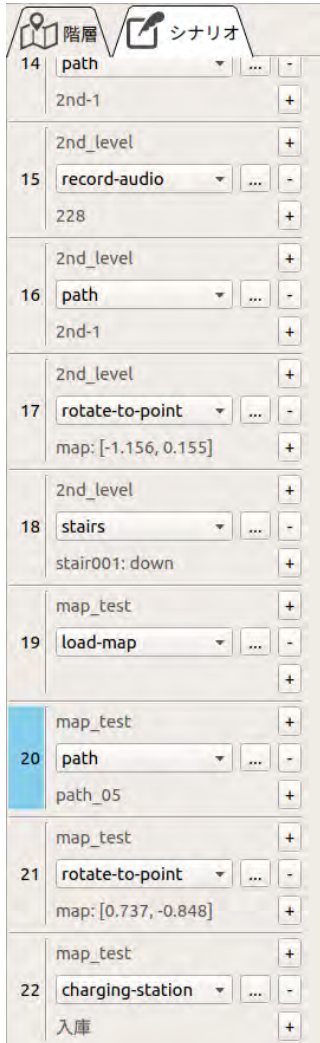 階層 シナリオ
14 path ... -
2nd-1 +
2nd_level +
15 record-audio ... -
228 +
2nd_level +
16 path ... -
2nd-1 +
2nd_level +
17 rotate-to-point ... -
map: [-1.156, 0.155] +
2nd_level +
18 stairs ... -
stair001: down +
map_test +
19 load-map ... -
+
map_test +
20 path ... -
path_05 +
map_test +
21 rotate-to-point ... -
map: [0.737, -0.848] +
map_test +
22 charging-station ... -
入庫 +